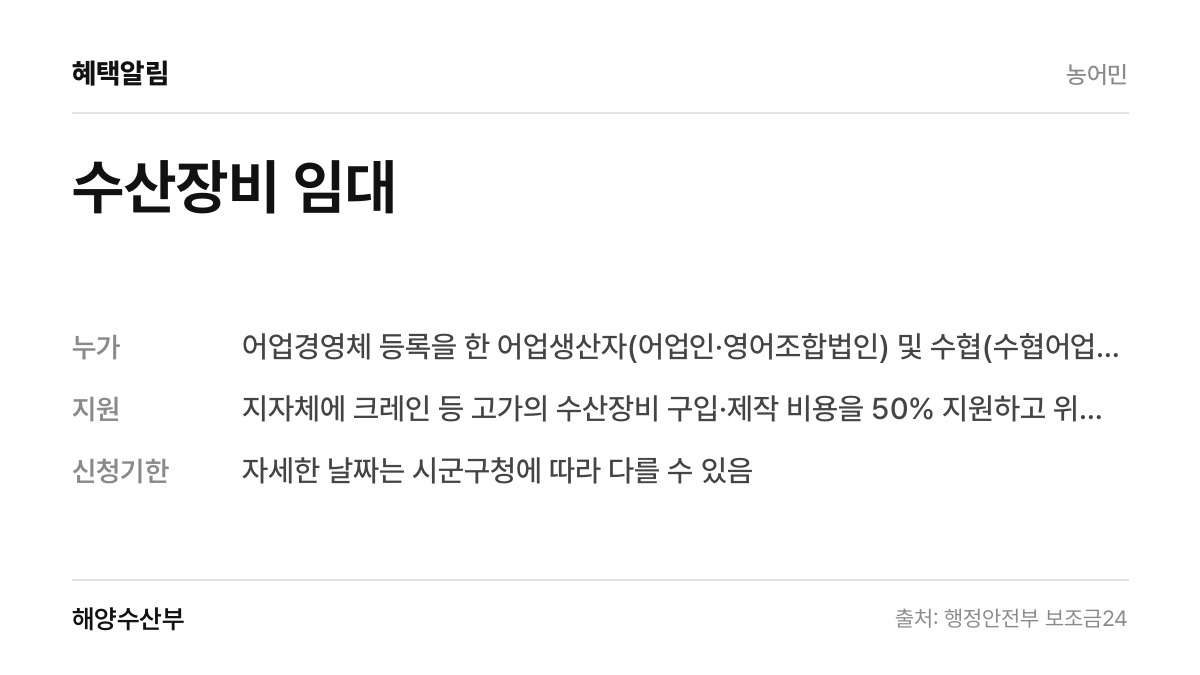 혜택알림
농어민
수산장비 임대
누가 어업경영체 등록을 한 어업생산자(어업인·영어조합법인) 및 수협(수협어업...
지원 지자체에 크레인 등 고가의 수산장비 구입·제작 비용을 50% 지원하고 위...
신청기한 자세한 날짜는 시군구청에 따라 다를 수 있음
해양수산부
출처: 행정안전부 보조금24